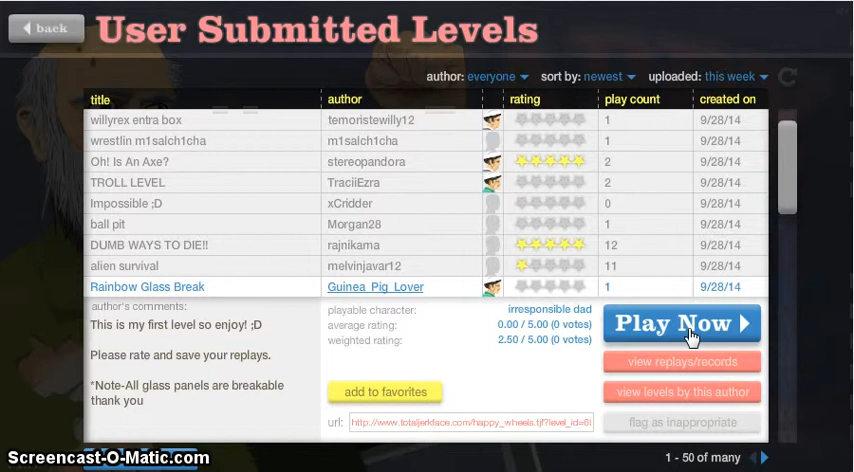 back
User Submitted Levels
author: everyone sort by: newest uploaded: this week
title author rating play count created on
willyrex entra box temoristewilly12 1 9/28/14
wrestlin m1salch1cha m1salch1cha 1 9/28/14
Oh! Is An Axe? stereopandora 2 9/28/14
TROLL LEVEL TraciiEzra 2 9/28/14
Impossible ;D xCridder 0 9/28/14
ball pit Morgan28 1 9/28/14
DUMB WAYS TO DIE!! rajnikama 12 9/28/14
alien survival melvinjavar12 11 9/28/14
Rainbow Glass Break Guinea_Pig_Lover 1 9/28/14
author's comments:
This is my first level so enjoy! ;D
Please rate and save your replays.
*Note-All glass panels are breakable
thank you
playable character: irresponsible dad
average rating: 0.00 / 5.00 (0 votes)
weighted rating: 2.50 / 5.00 (0 votes)
add to favorites
Play Now
view replays/records
view levels by this author
flag as inappropriate
url: http://www.totaljerkface.com/happy_wheels.tjf?level_id=6
1 - 50 of many
Screencast-O-Matic.com